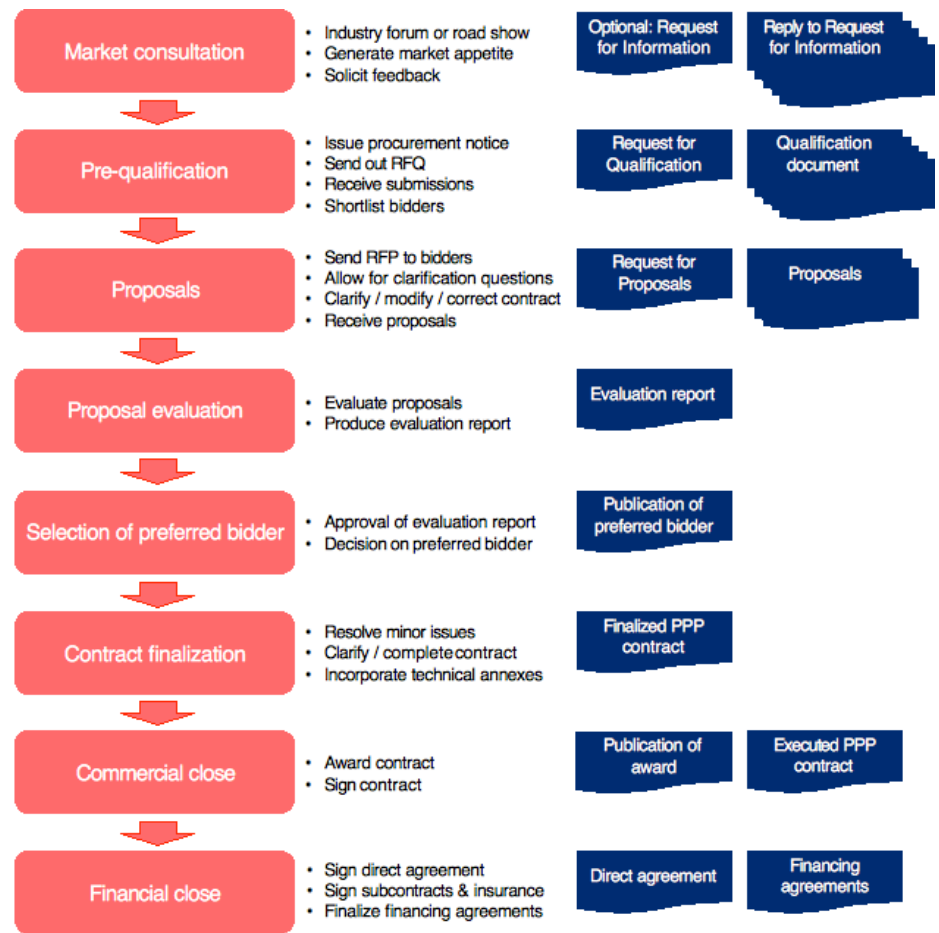 Market consultation
• Industry forum or road show
• Generate market appetite
• Solicit feedback
Optional: Request
for Information
Reply to Request
for Information
Pre-qualification
• Issue procurement notice
• Send out RFQ
• Receive submissions
• Shortlist bidders
Request for
Qualification
Qualification
document
Proposals
• Send RFP to bidders
• Allow for clarification questions
• Clarify / modify / correct contract
• Receive proposals
Request for
Proposals
Proposals
Proposal evaluation
• Evaluate proposals
• Produce evaluation report
Evaluation report
Selection of preferred bidder
• Approval of evaluation report
• Decision on preferred bidder
Publication of
preferred bidder
Contract finalization
• Resolve minor issues
• Clarify / complete contract
• Incorporate technical annexes
Finalized PPP
contract
Commercial close
• Award contract
• Sign contract
Publication of
award
Executed PPP
contract
Financial close
• Sign direct agreement
• Sign subcontracts & insurance
• Finalize financing agreements
Direct agreement
Financing
agreements